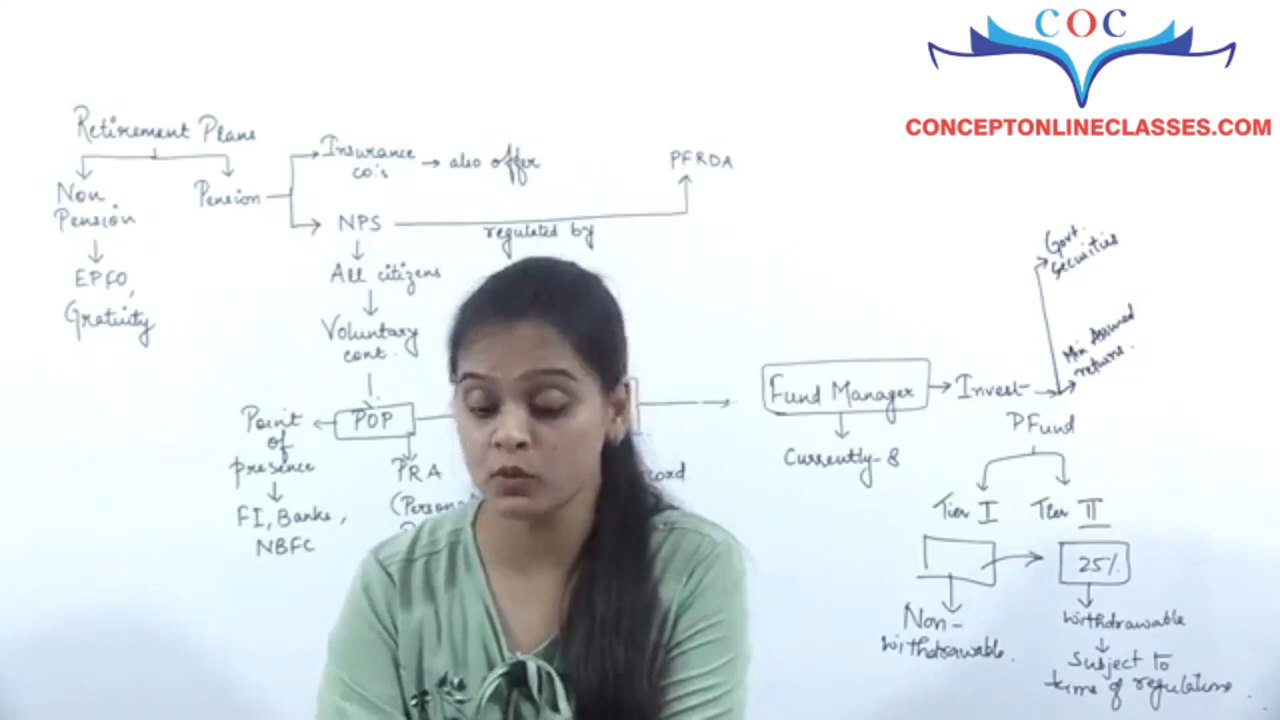 COC
CONCEPTONLINECLASSES.COM
Retirement Plans
Non
Pension
EPFO,
Gratuity
Pension
Insurance
co's
also offer
NPS
regulated by
PFRDA
All citizens
Voluntary
cont.
POP
Point
of
presence
FI, Banks,
NBFC
PRA
Fund Manager
Currently - 8
Invest
Govt.
Securities
Min Assured
returns.
PFund
Tier I
Tier II
25%
Non-
Withdrawable.
Withdrawable
Subject to
terms of regulations.